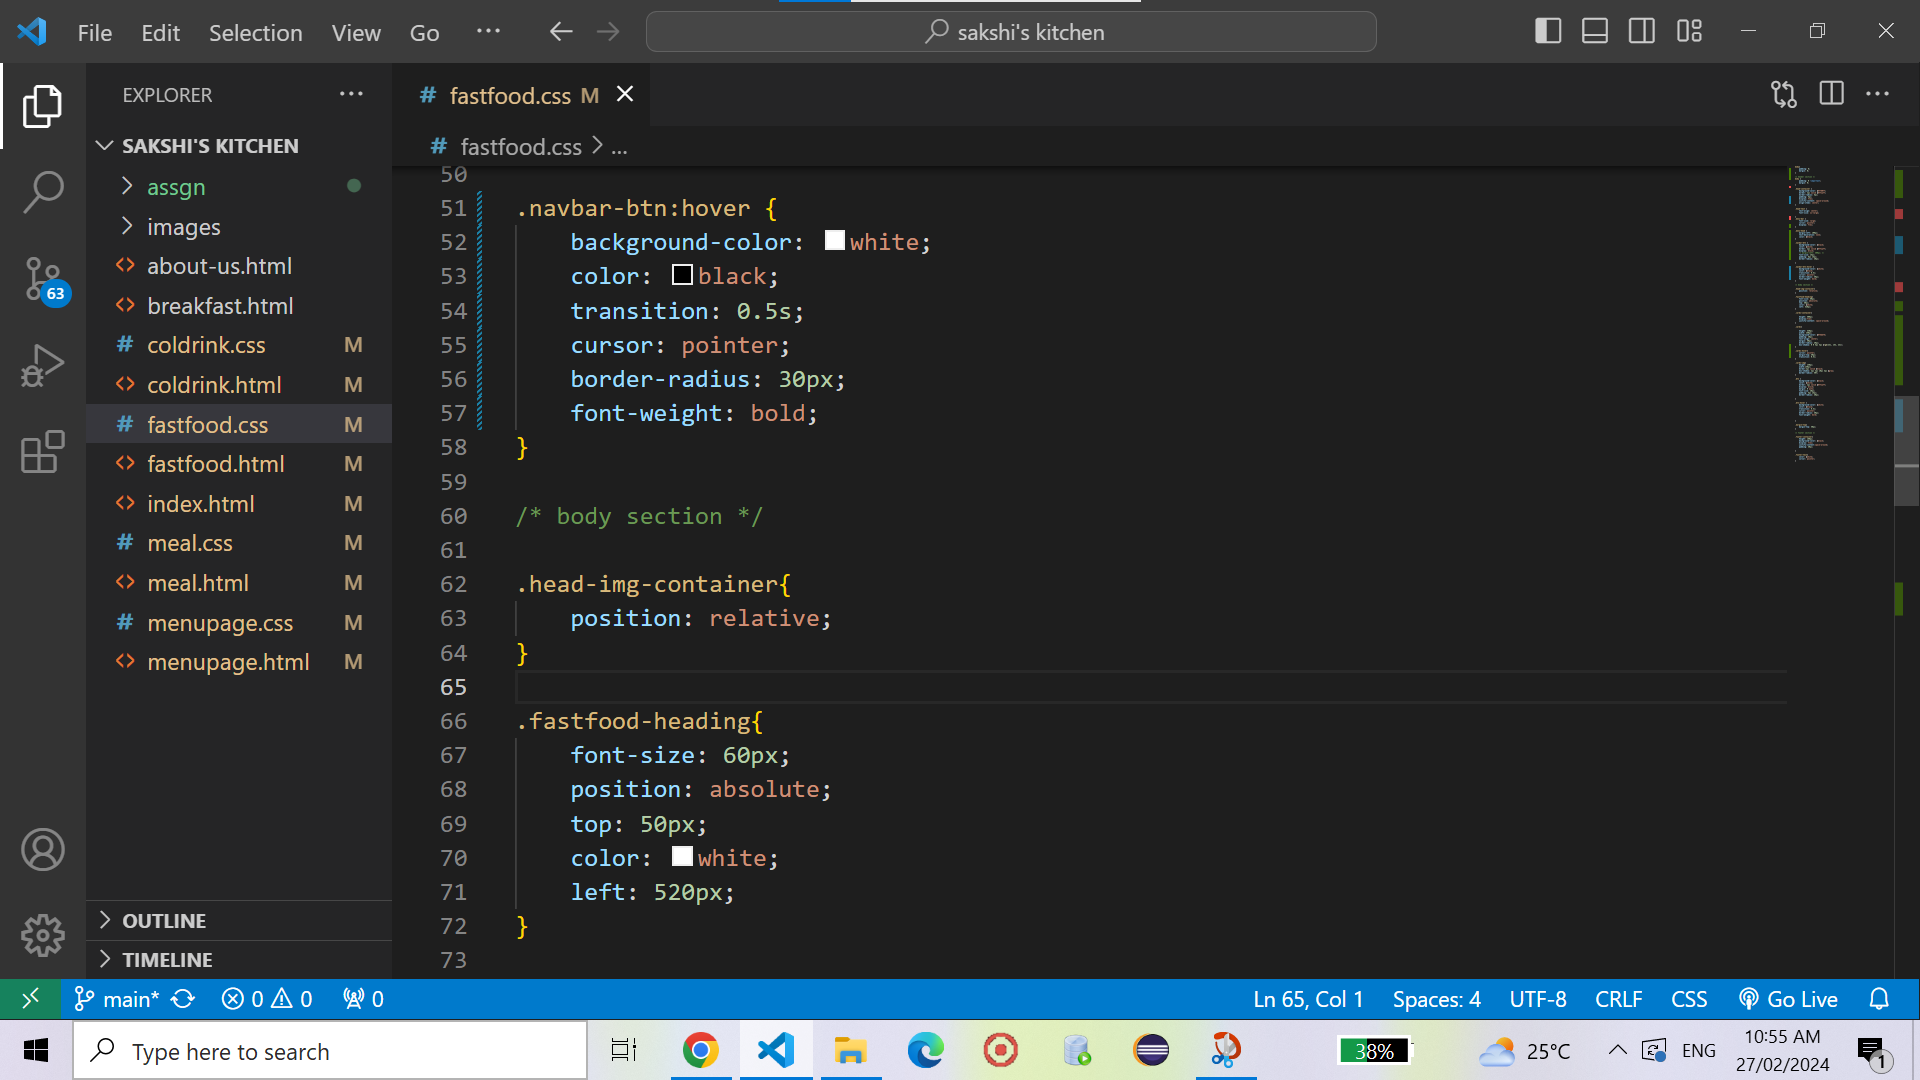 File Edit Selection View Go ··· sakshi's kitchen
EXPLORER ···
SAKSHI'S KITCHEN
assgn
images
about-us.html
breakfast.html
coldrink.css M
coldrink.html M
fastfood.css M
fastfood.html M
index.html M
meal.css M
meal.html M
menupage.css M
menupage.html M
OUTLINE
TIMELINE
63
# fastfood.css M
# fastfood.css > ...
50
51 .navbar-btn:hover {
52 background-color: white;
53 color: black;
54 transition: 0.5s;
55 cursor: pointer;
56 border-radius: 30px;
57 font-weight: bold;
58 }
59
60 /* body section */
61
62 .head-img-container{
63 position: relative;
64 }
65
66 .fastfood-heading{
67 font-size: 60px;
68 position: absolute;
69 top: 50px;
70 color: white;
71 left: 520px;
72 }
73
main* 0 0 0 Ln 65, Col 1 Spaces: 4 UTF-8 CRLF CSS Go Live
Type here to search 38% 25°C ENG 10:55 AM
27/02/2024 1